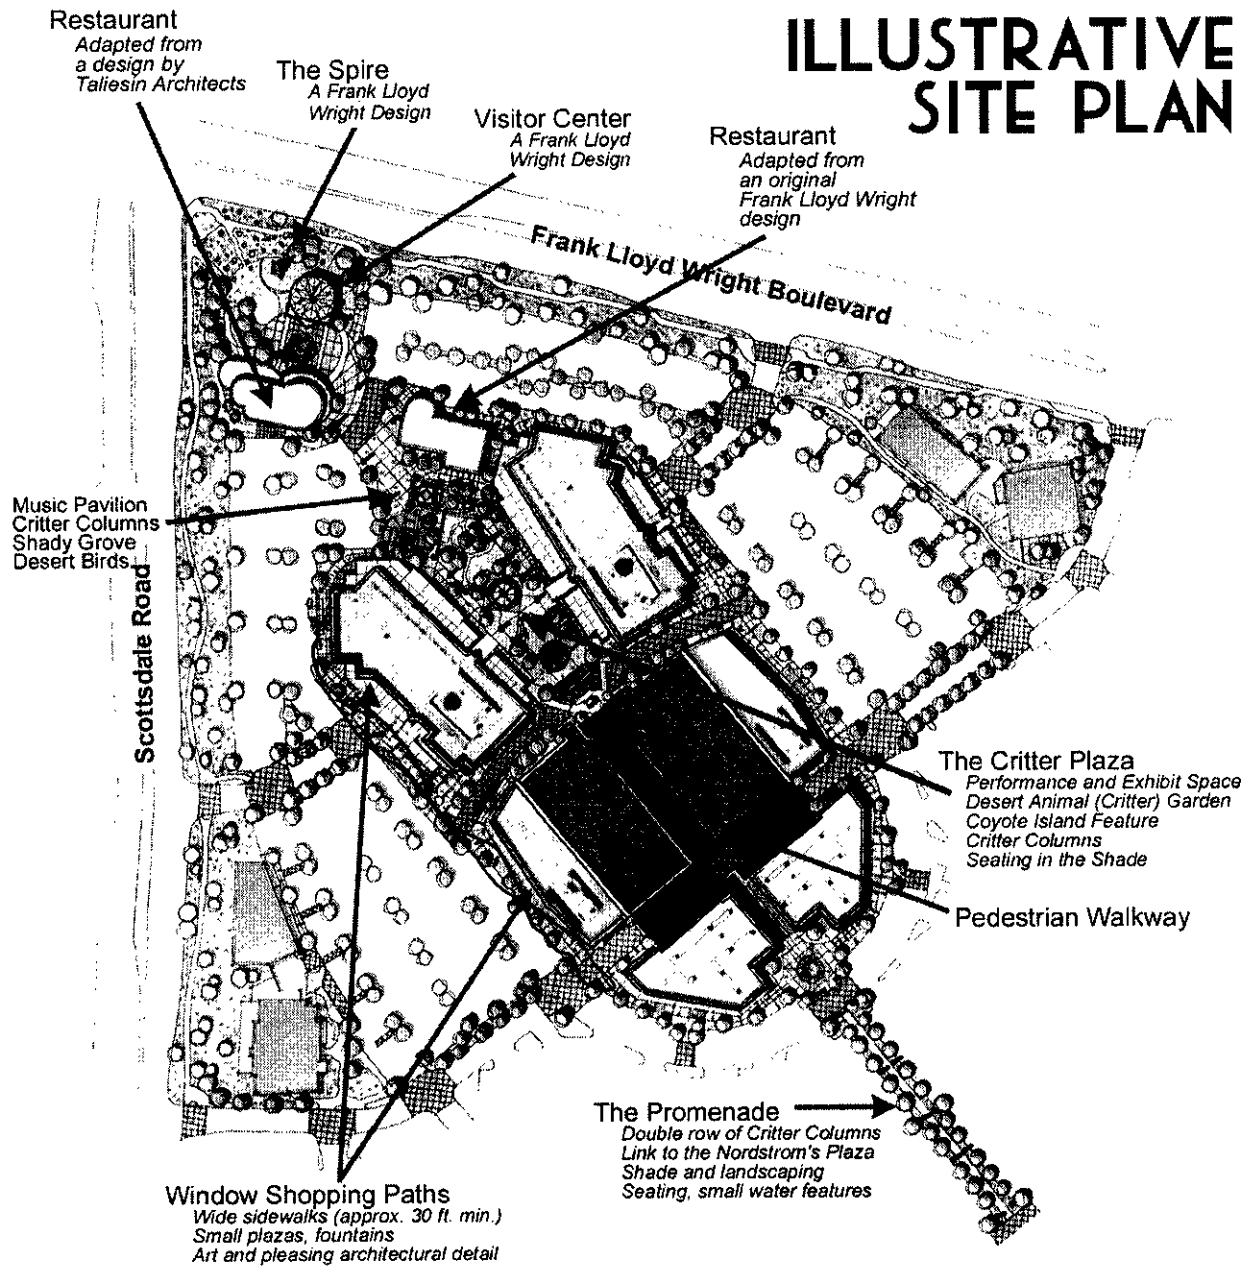 ILLUSTRATIVE
SITE PLAN
Restaurant
Adapted from
a design by
Taliesin Architects
The Spire
A Frank Lloyd
Wright Design
Visitor Center
A Frank Lloyd
Wright Design
Restaurant
Adapted from
an original
Frank Lloyd Wright
design
Frank Lloyd Wright Boulevard
Music Pavilion
Critter Columns
Shady Grove
Desert Birds
Scottsdale Road
The Critter Plaza
Performance and Exhibit Space
Desert Animal (Critter) Garden
Coyote Island Feature
Critter Columns
Seating in the Shade
Pedestrian Walkway
The Promenade
Double row of Critter Columns
Link to the Nordstrom's Plaza
Shade and landscaping
Seating, small water features
Window Shopping Paths
Wide sidewalks (approx. 30 ft. min.)
Small plazas, fountains
Art and pleasing architectural detail